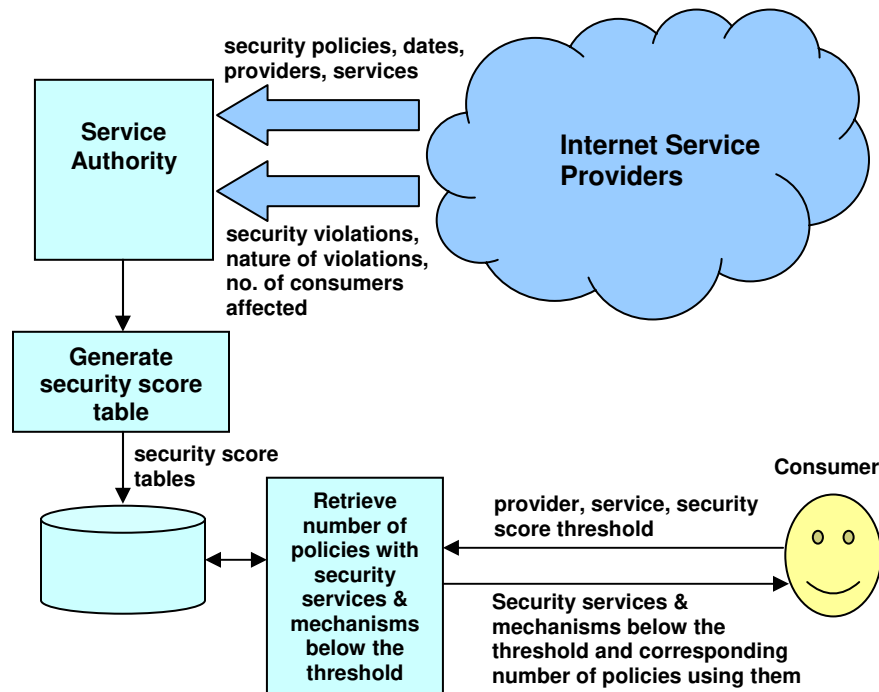 security policies, dates,
providers, services
Service
Authority
Internet Service
Providers
security violations,
nature of violations,
no. of consumers
affected
Generate
security score
table
security score
tables
Consumer
Retrieve
number of
policies with
security
services &
mechanisms
below the
threshold
provider, service, security
score threshold
Security services &
mechanisms below the
threshold and corresponding
number of policies using them